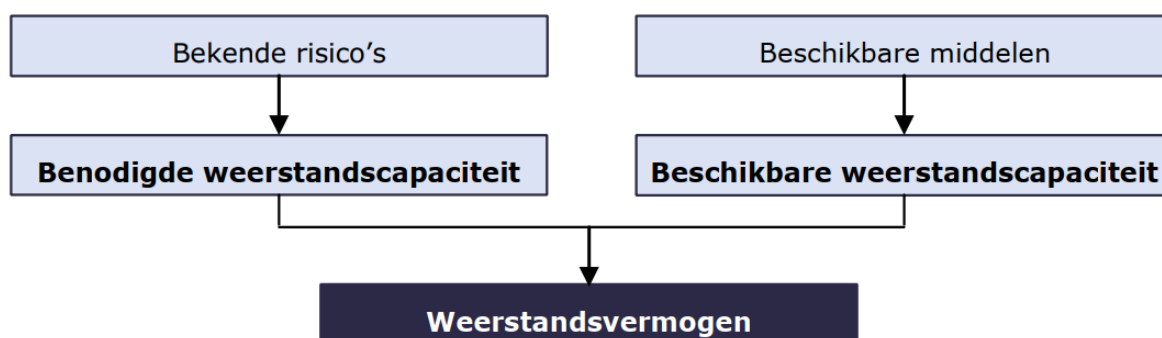 Bekende risico's
Beschikbare middelen
Benodigde weerstandscapaciteit
Beschikbare weerstandscapaciteit
Weerstandsvermogen